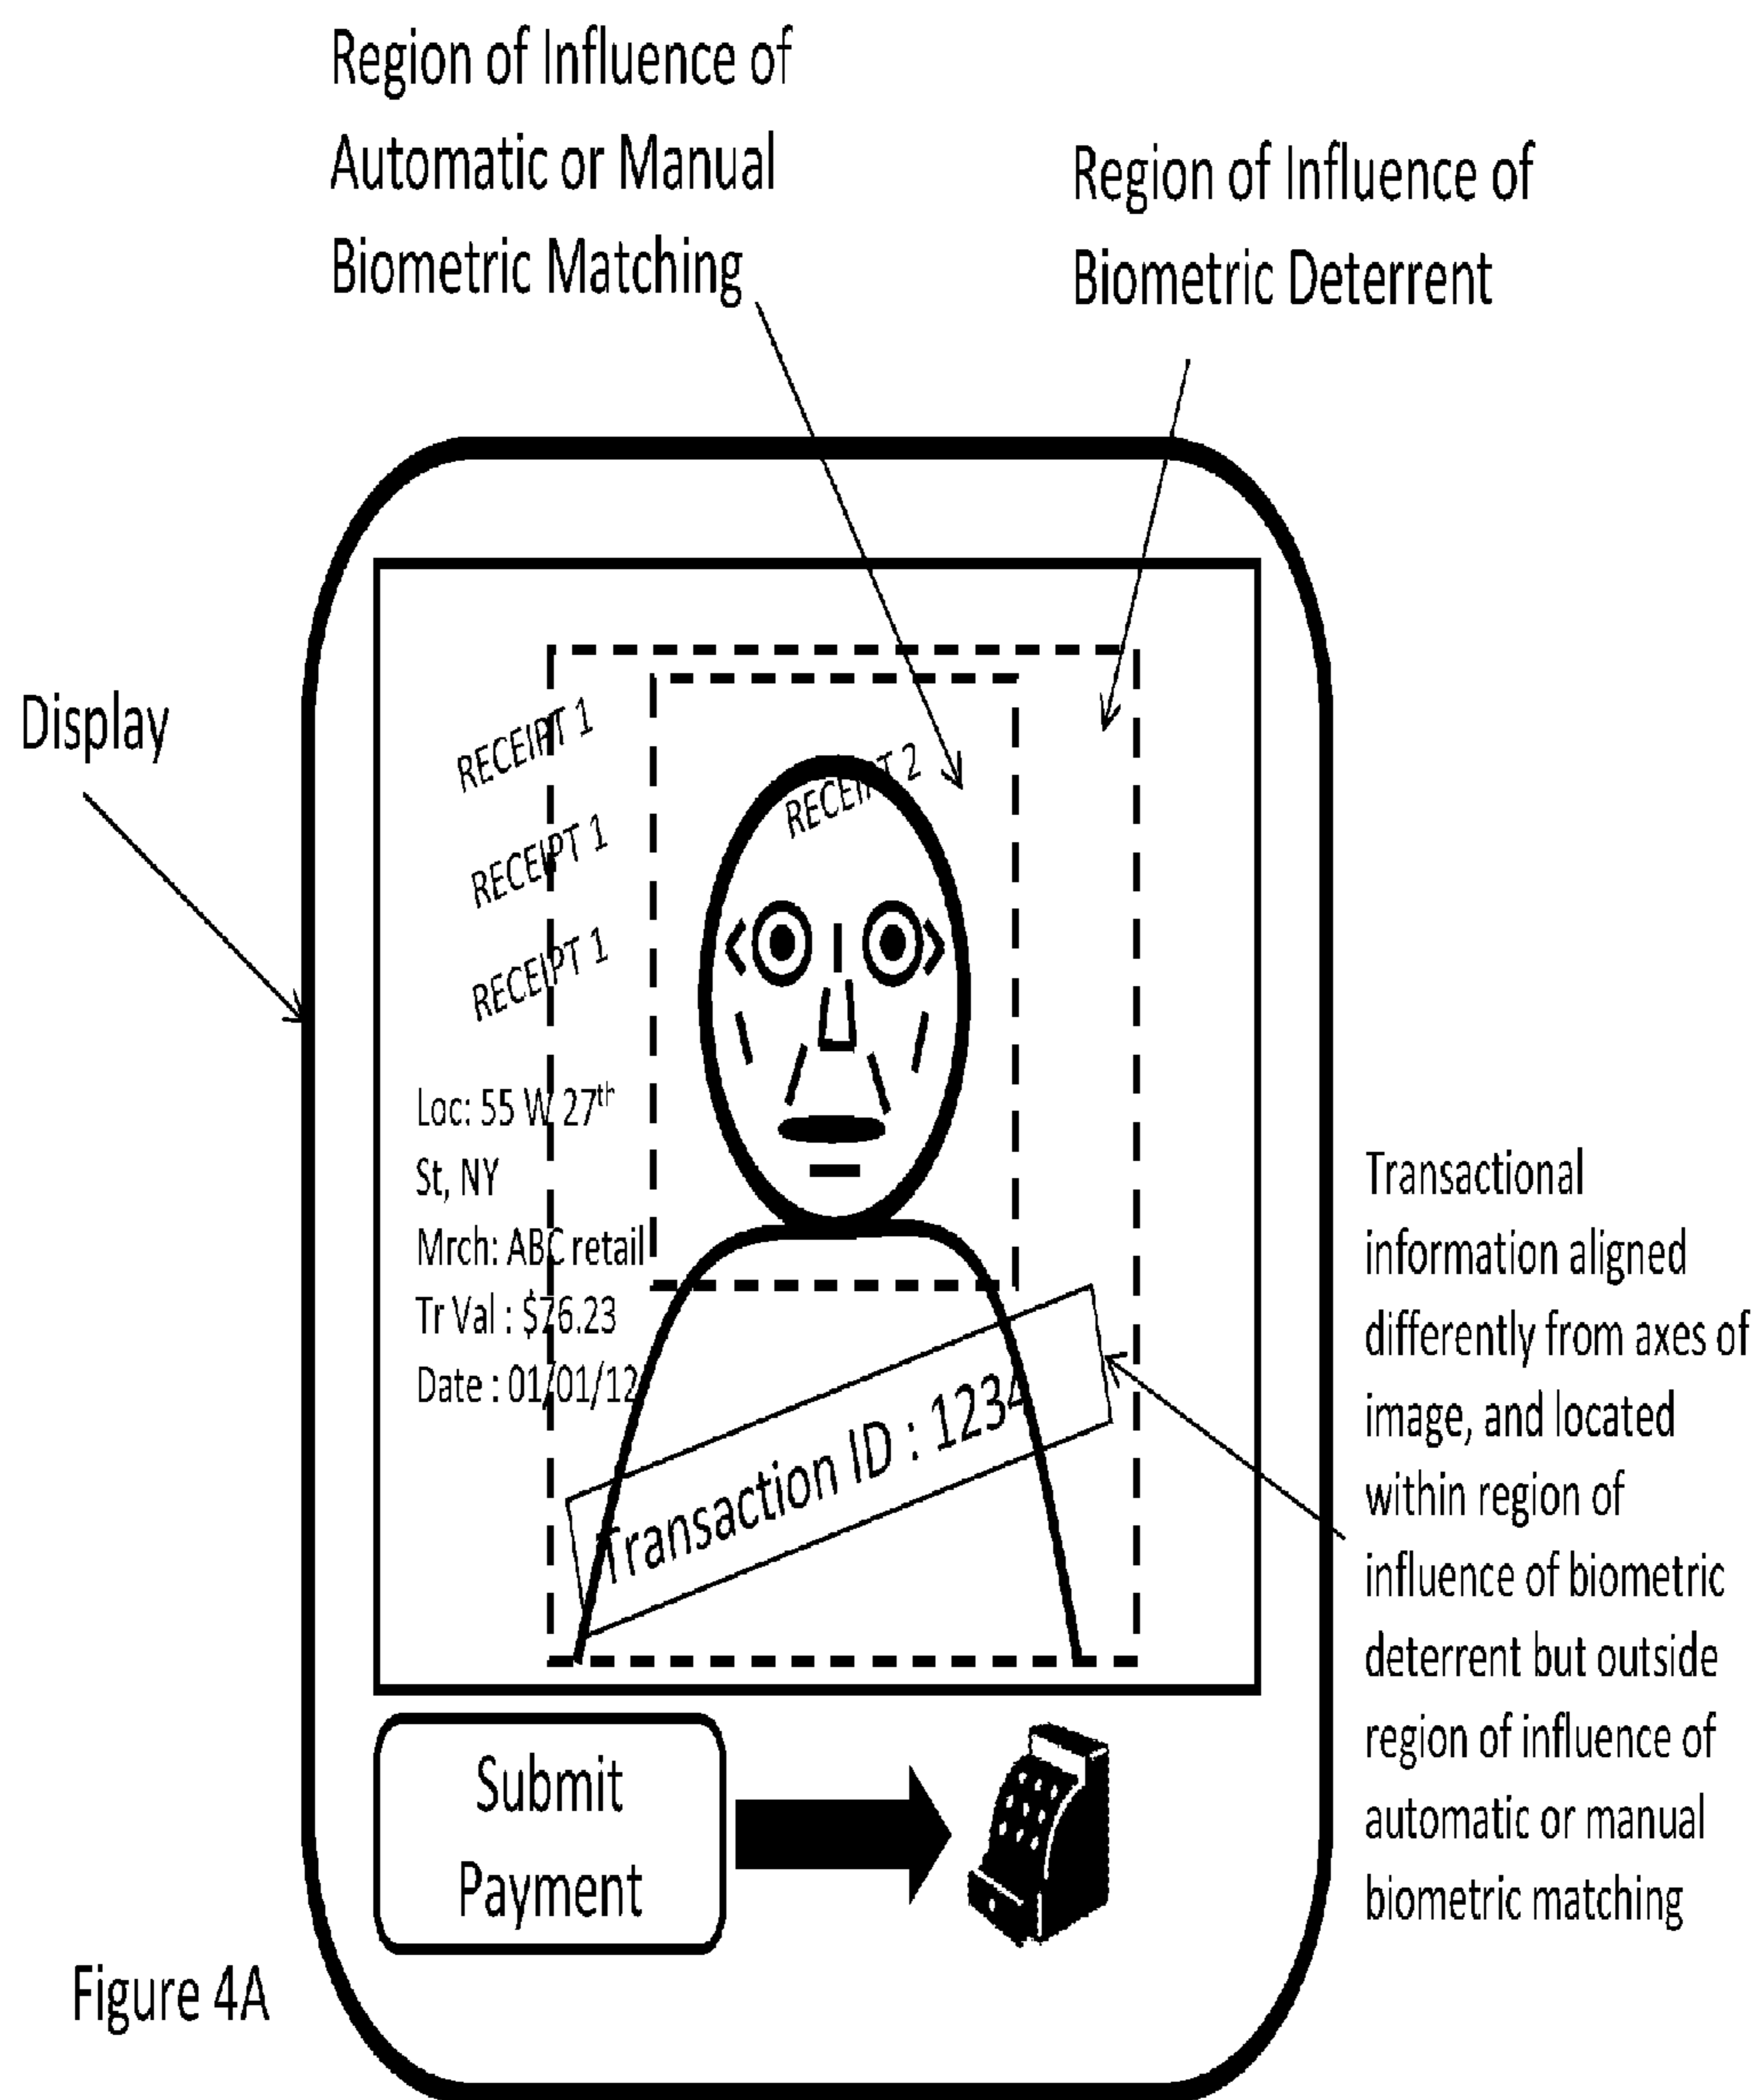 Region of Influence of
Automatic or Manual
Biometric Matching
Region of Influence of
Biometric Deterrent
Display
RECEIPT 1
RECEIPT 2
RECEIPT 1
RECEIPT 1
Loc: 55 W 27th
St, NY
Mrch: ABC retail
Tr Val : $76.23
Date : 01/01/12
Transaction ID : 1234
Transactional
information aligned
differently from axes of
image, and located
within region of
influence of biometric
deterrent but outside
region of influence of
automatic or manual
biometric matching
Submit
Payment
Figure 4A